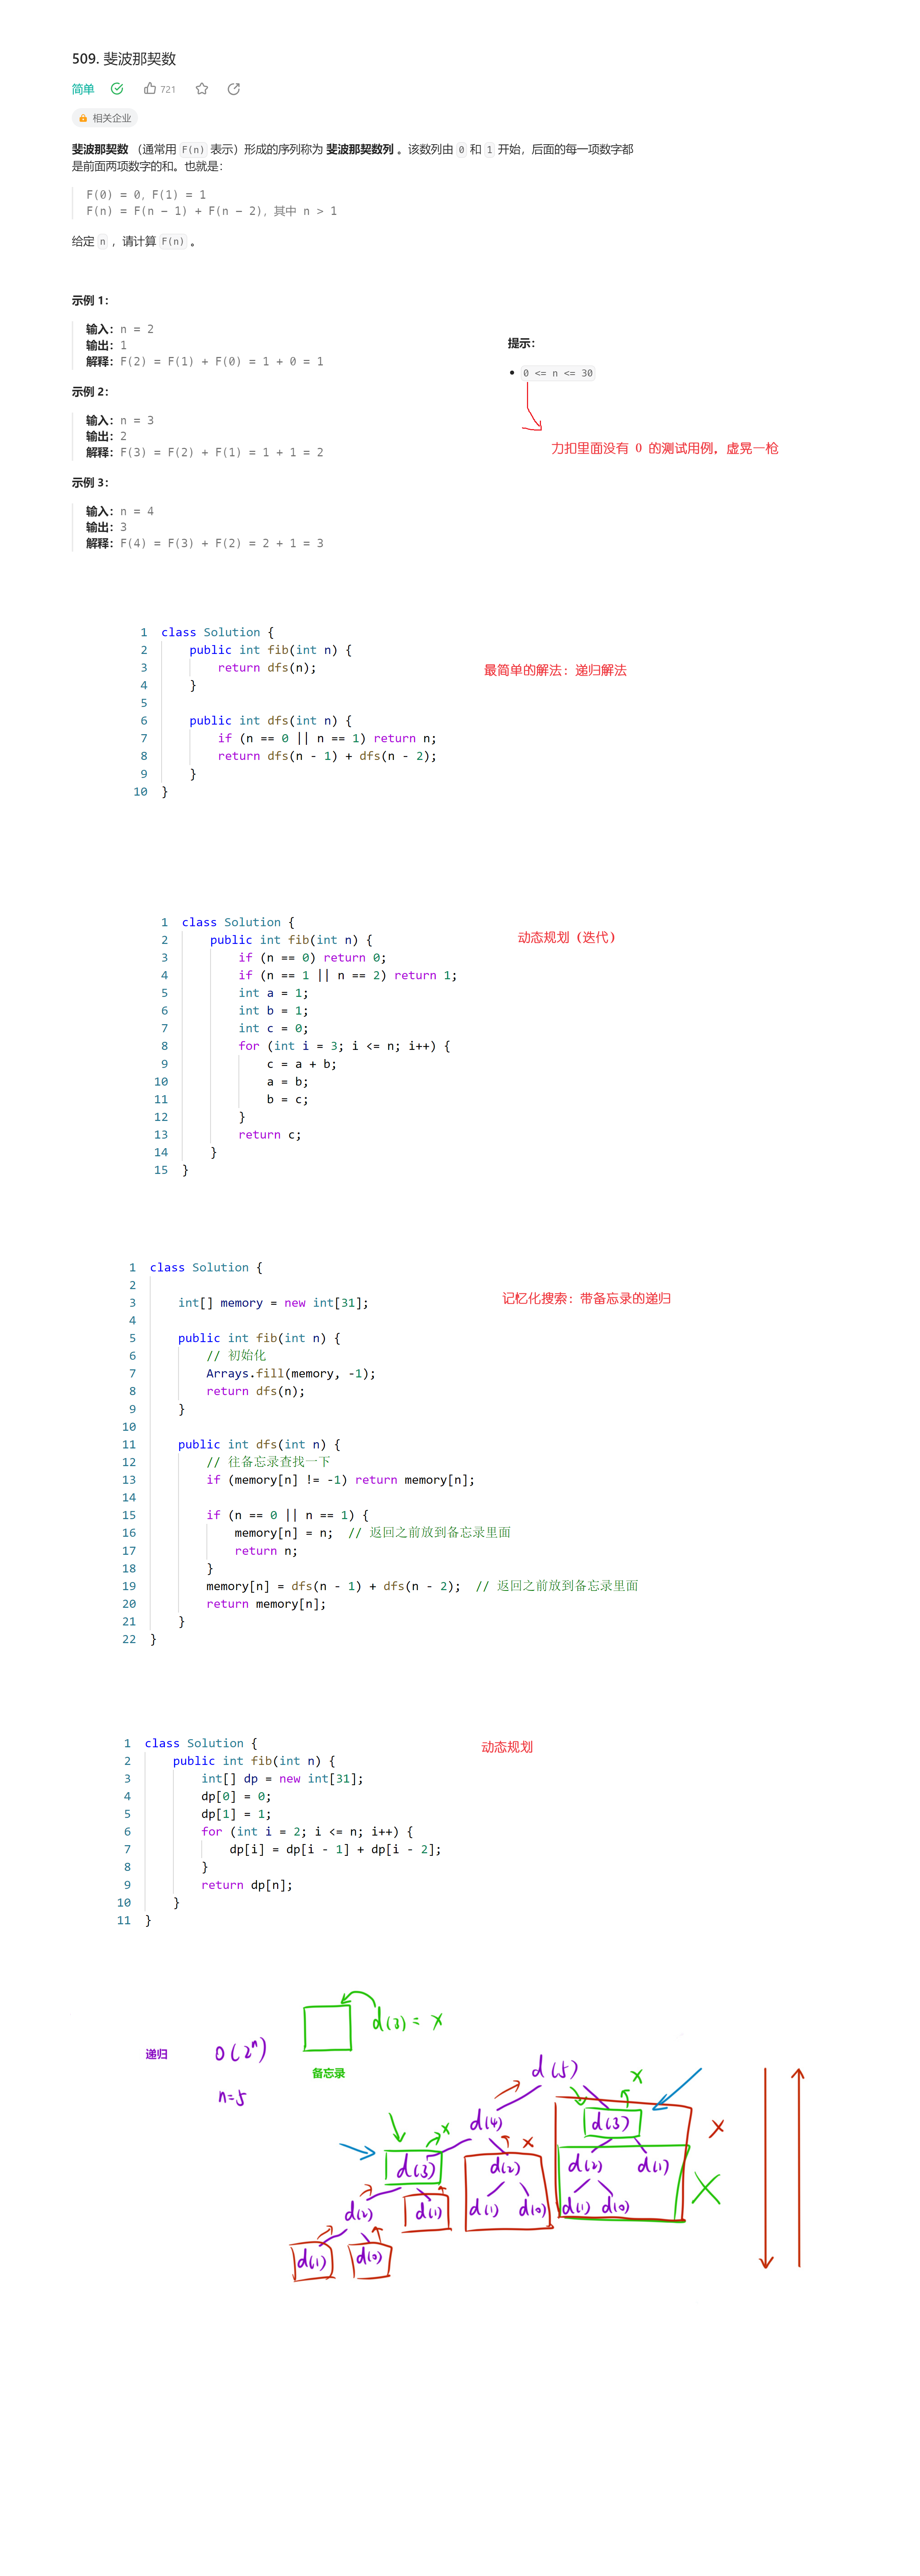 509. 斐波那契数
简单 721
相关企业
斐波那契数 （通常用 F(n) 表示）形成的序列称为 斐波那契数列 。该数列由 0 和 1 开始，后面的每一项数字都
是前面两项数字的和。也就是：
F(0) = 0，F(1) = 1
F(n) = F(n - 1) + F(n - 2)，其中 n > 1
给定 n ，请计算 F(n) 。
示例 1：
输入：n = 2
输出：1
解释：F(2) = F(1) + F(0) = 1 + 0 = 1
示例 2：
输入：n = 3
输出：2
解释：F(3) = F(2) + F(1) = 1 + 1 = 2
示例 3：
输入：n = 4
输出：3
解释：F(4) = F(3) + F(2) = 2 + 1 = 3
提示：
• 0 <= n <= 30
力扣里面没有 0 的测试用例，虚晃一枪
1 class Solution {
2     public int fib(int n) {
3         return dfs(n);
4     }
5
6     public int dfs(int n) {
7         if (n == 0 || n == 1) return n;
8         return dfs(n - 1) + dfs(n - 2);
9     }
10 }
最简单的解法：递归解法
1 class Solution {
2     public int fib(int n) {
3         if (n == 0) return 0;
4         if (n == 1 || n == 2) return 1;
5         int a = 1;
6         int b = 1;
7         int c = 0;
8         for (int i = 3; i <= n; i++) {
9             c = a + b;
10             a = b;
11             b = c;
12         }
13         return c;
14     }
15 }
动态规划（迭代）
1 class Solution {
2
3     int[] memory = new int[31];
4
5     public int fib(int n) {
6         // 初始化
7         Arrays.fill(memory, -1);
8         return dfs(n);
9     }
10
11     public int dfs(int n) {
12         // 往备忘录查找一下
13         if (memory[n] != -1) return memory[n];
14
15         if (n == 0 || n == 1) {
16             memory[n] = n;  // 返回之前放到备忘录里面
17             return n;
18         }
19         memory[n] = dfs(n - 1) + dfs(n - 2);  // 返回之前放到备忘录里面
20         return memory[n];
21     }
22 }
记忆化搜索：带备忘录的递归
1 class Solution {
2     public int fib(int n) {
3         int[] dp = new int[31];
4         dp[0] = 0;
5         dp[1] = 1;
6         for (int i = 2; i <= n; i++) {
7             dp[i] = dp[i - 1] + dp[i - 2];
8         }
9         return dp[n];
10     }
11 }
动态规划
d(3) = x
递归 O(2ⁿ)
备忘录
n=5
d(5)
x
d(4) d(3) x
x
x
d(3) d(2) d(2) d(1) X
d(2) d(1) d(1) d(0) d(1) d(0)
d(1) d(0)